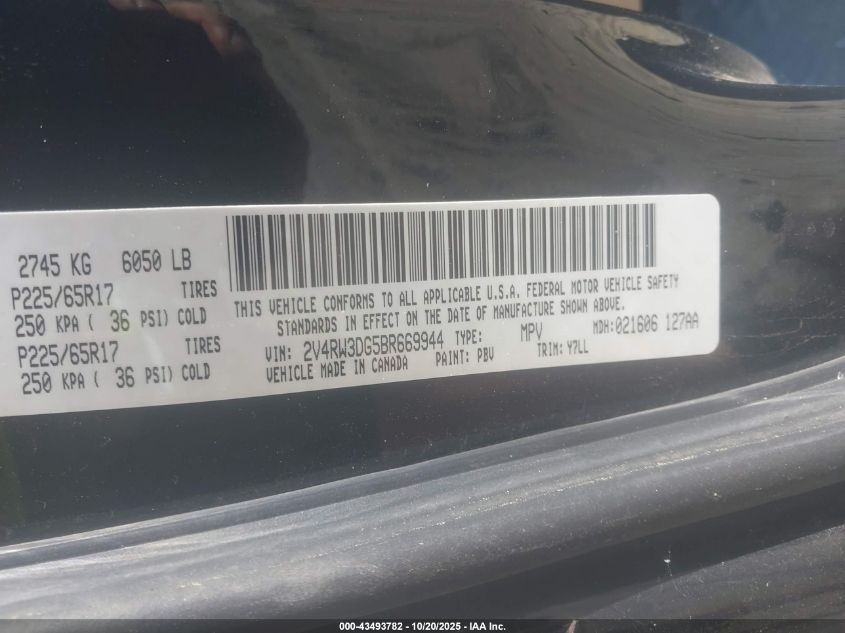 2745 KG 6050 LB
P225/65R17 TIRES
250 KPA ( 36 PSI) COLD
P225/65R17 TIRES
250 KPA ( 36 PSI) COLD
THIS VEHICLE CONFORMS TO ALL APPLICABLE U.S.A. FEDERAL MOTOR VEHICLE SAFETY
STANDARDS IN EFFECT ON THE DATE OF MANUFACTURE SHOWN ABOVE.
VIN: 2V4RW3DG5BR669944 TYPE: MPV MDH:021606 127AA
VEHICLE MADE IN CANADA PAINT: PBV TRIM: Y7LL
000-43493782 - 10/20/2025 - IAA Inc.